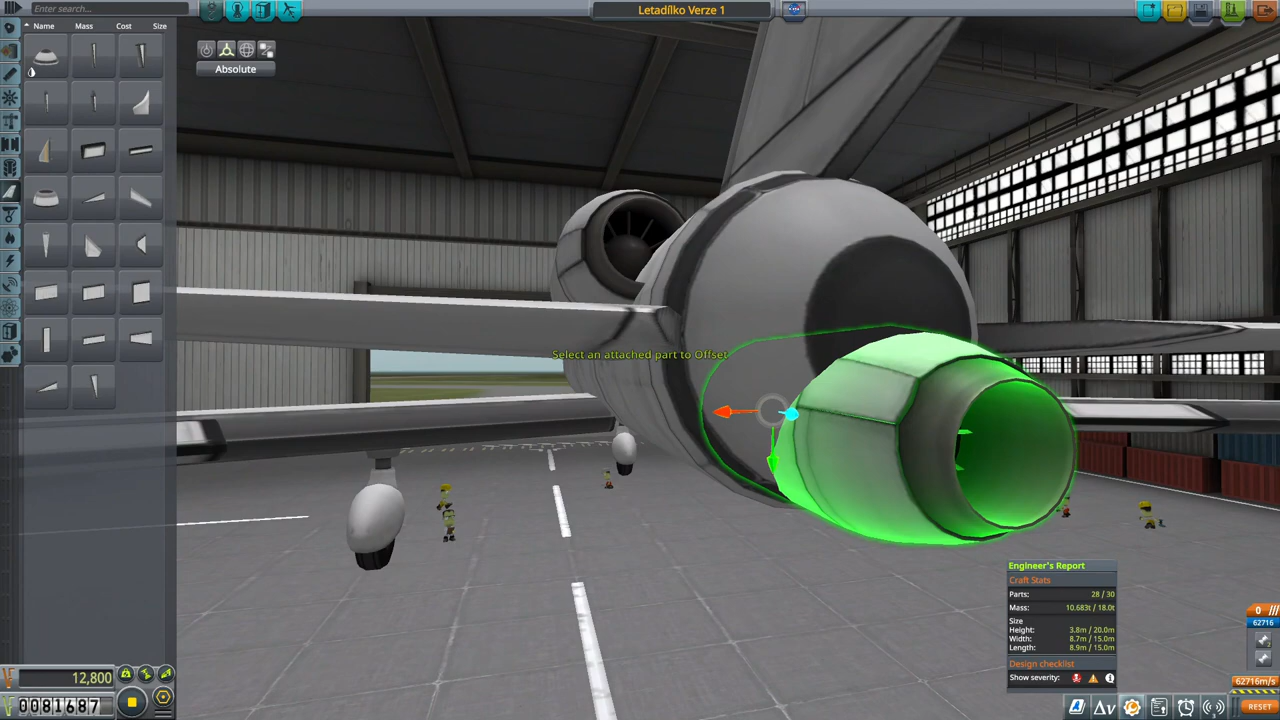 Enter search...
Letadílko Verze 1
Name Mass Cost Size
Absolute
Select an attached part to Offset
Engineer's Report
Craft Stats
Parts: 28 / 30
Mass: 10.683t / 18.0t
Size
Height: 3.8m / 20.0m
Width: 8.7m / 15.0m
Length: 8.9m / 15.0m
Design checklist
Show severity:
0
62716
62716m/s
12,800
0081687
Δv
RESET